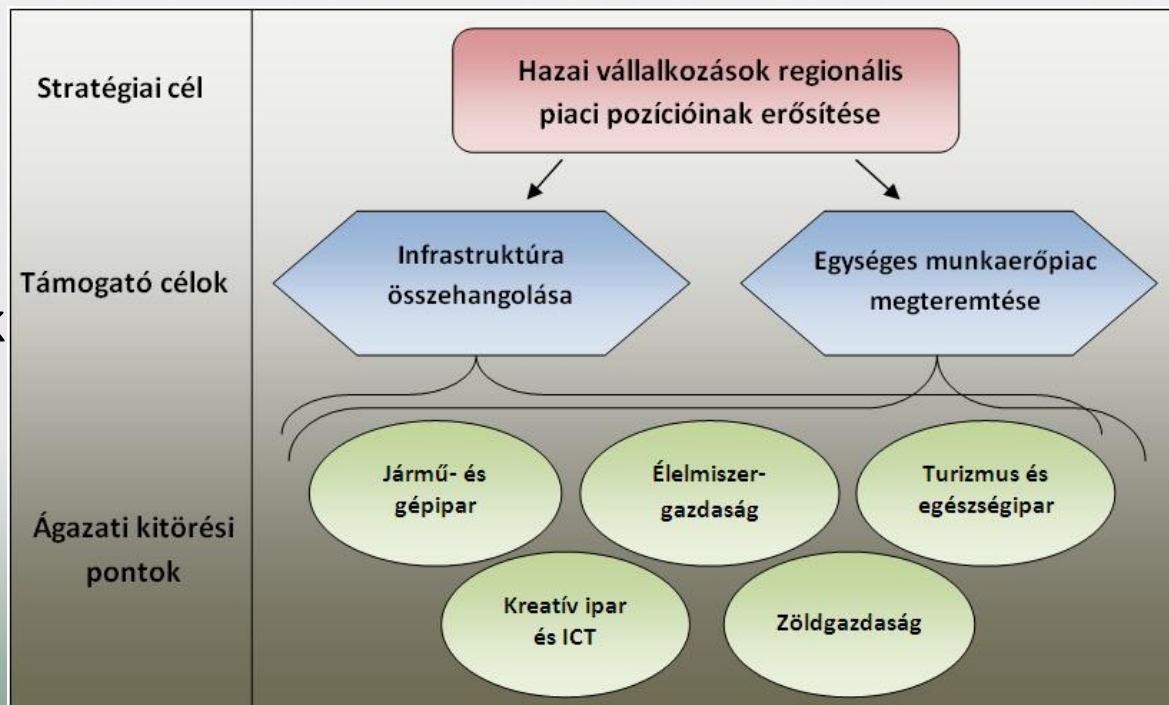 Stratégiai cél
Hazai vállalkozások regionális
piaci pozícióinak erősítése
Támogató célok
Infrastruktúra
összehangolása
Egységes munkaerőpiac
megteremtése
Ágazati kitörési
pontok
Jármű- és
gépipar
Élelmiszer-
gazdaság
Turizmus és
egészségipar
Kreatív ipar
és ICT
Zöldgazdaság